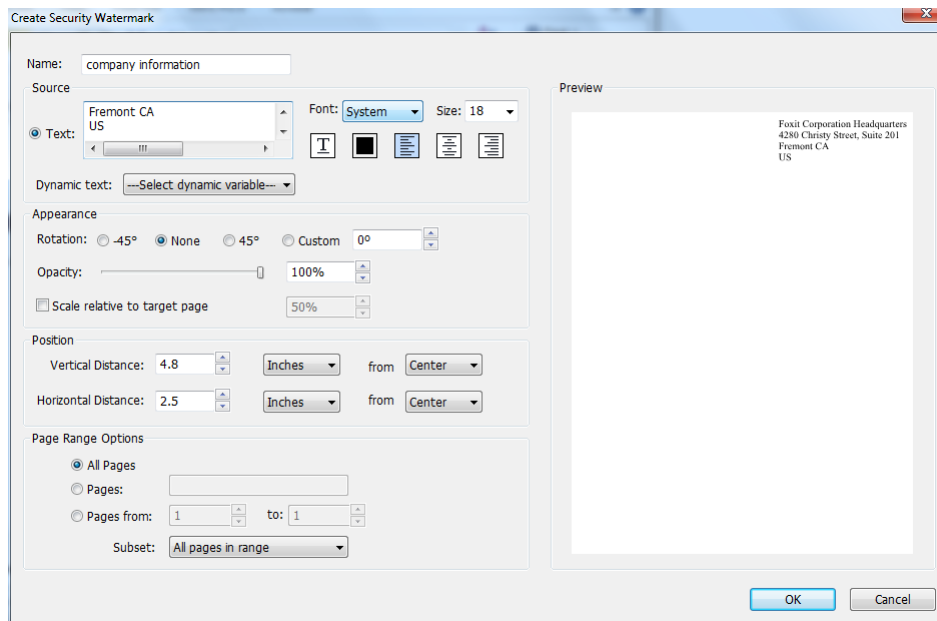 Create Security Watermark
X
Name: company information
Source
Text: Fremont CA
US
Font: System Size: 18
T
Dynamic text: ---Select dynamic variable---
Appearance
Rotation: -45° None 45° Custom 0º
Opacity: 100%
Scale relative to target page 50%
Position
Vertical Distance: 4.8 Inches from Center
Horizontal Distance: 2.5 Inches from Center
Page Range Options
All Pages
Pages:
Pages from: 1 to: 1
Subset: All pages in range
Preview
Foxit Corporation Headquarters
4280 Christy Street, Suite 201
Fremont CA
US
OK Cancel